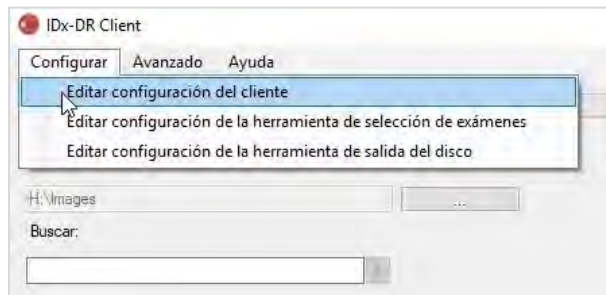 IDx-DR Client
Configurar Avanzado Ayuda
Editar configuración del cliente
Editar configuración de la herramienta de selección de exámenes
Editar configuración de la herramienta de salida del disco
H:\Images ...
Buscar: